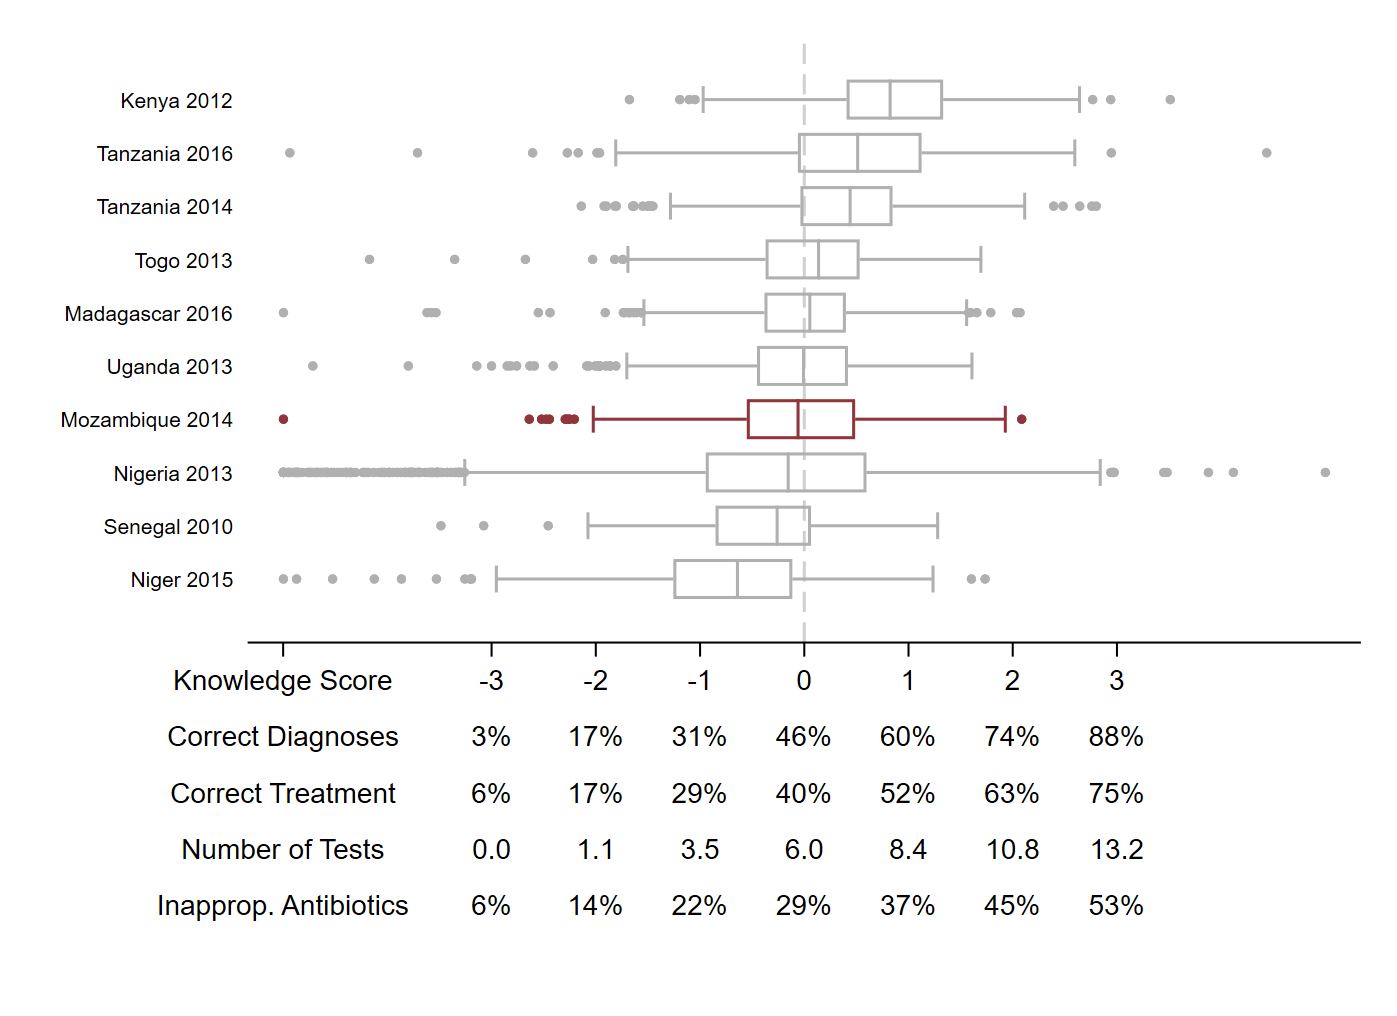 Kenya 2012
Tanzania 2016
Tanzania 2014
Togo 2013
Madagascar 2016
Uganda 2013
Mozambique 2014
Nigeria 2013
Senegal 2010
Niger 2015
Knowledge Score -3 -2 -1 0 1 2 3
Correct Diagnoses 3% 17% 31% 46% 60% 74% 88%
Correct Treatment 6% 17% 29% 40% 52% 63% 75%
Number of Tests 0.0 1.1 3.5 6.0 8.4 10.8 13.2
Inapprop. Antibiotics 6% 14% 22% 29% 37% 45% 53%